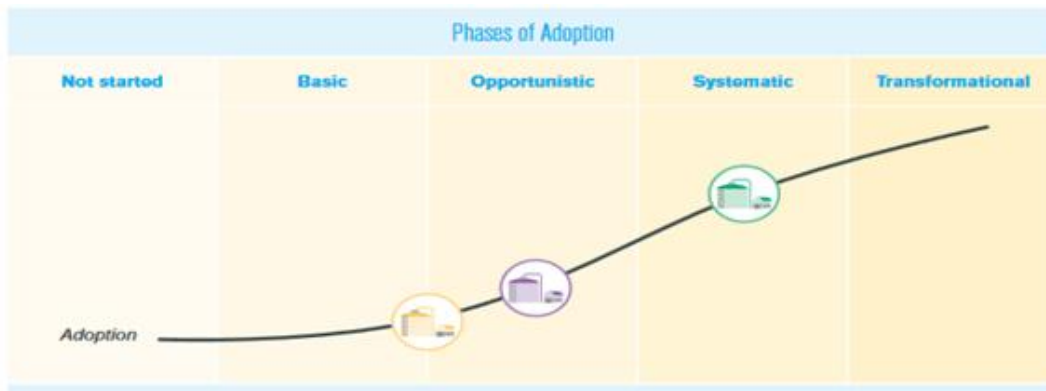 Phases of Adoption
Not started Basic Opportunistic Systematic Transformational
Adoption